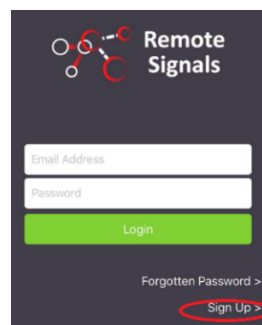 Remote
Signals
Email Address
Password
Login
Forgotten Password >
Sign Up >